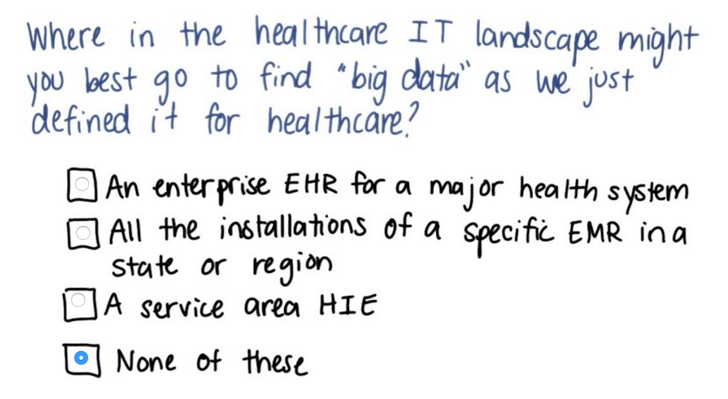 Where in the healthcare IT landscape might
you best go to find "big data" as we just
defined it for healthcare?
An enterprise EHR for a major health system
All the installations of a specific EMR in a
state or region
A service area HIE
None of these